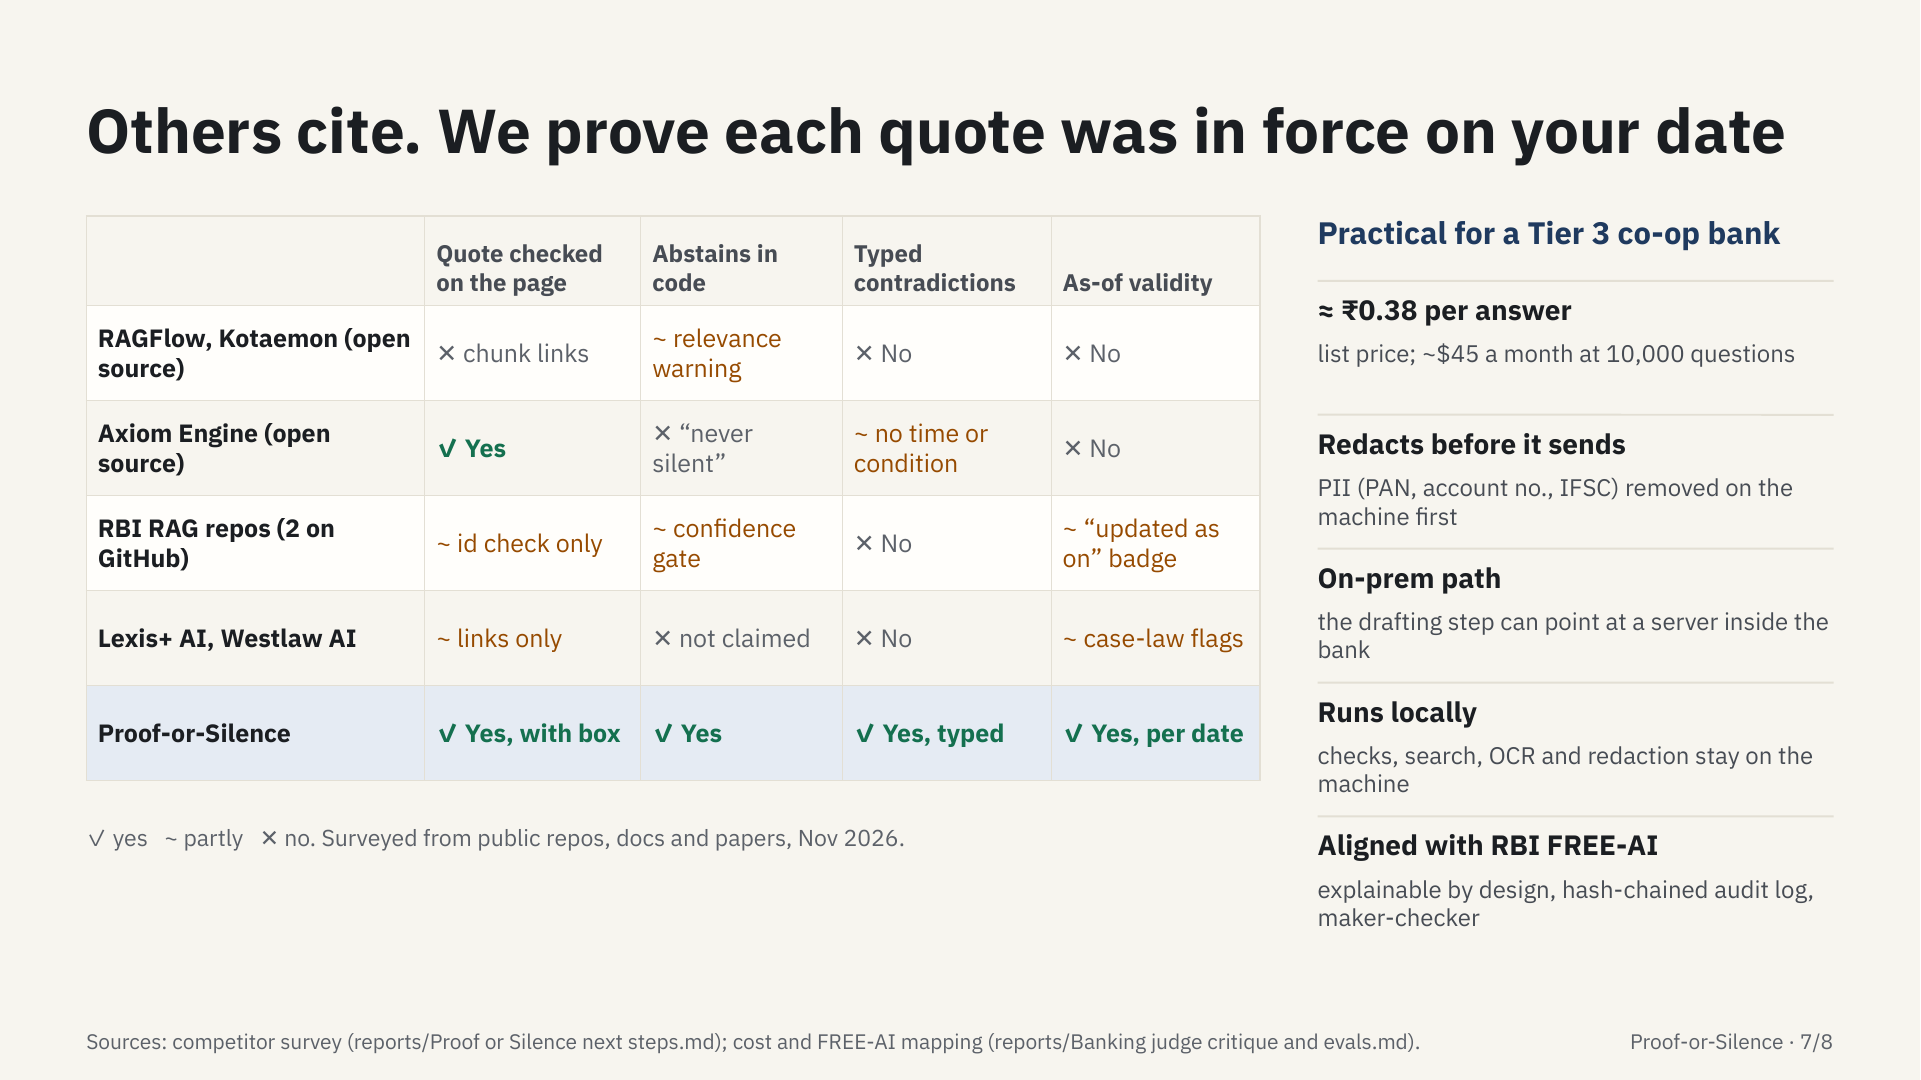 Others cite. We prove each quote was in force on your date
Quote checked
on the page
Abstains in
code
Typed
contradictions
As-of validity
RAGFlow, Kotaemon (open
source)
✕ chunk links
~ relevance
warning
✕ No
✕ No
Axiom Engine (open
source)
✓ Yes
✕ “never
silent”
~ no time or
condition
✕ No
RBI RAG repos (2 on
GitHub)
~ id check only
~ confidence
gate
✕ No
~ “updated as
on” badge
Lexis+ AI, Westlaw AI
~ links only
✕ not claimed
✕ No
~ case-law flags
Proof-or-Silence
✓ Yes, with box
✓ Yes
✓ Yes, typed
✓ Yes, per date
✓ yes ~ partly ✕ no. Surveyed from public repos, docs and papers, Nov 2026.
Practical for a Tier 3 co-op bank
≈ ₹0.38 per answer
list price; ~$45 a month at 10,000 questions
Redacts before it sends
PII (PAN, account no., IFSC) removed on the
machine first
On-prem path
the drafting step can point at a server inside the
bank
Runs locally
checks, search, OCR and redaction stay on the
machine
Aligned with RBI FREE-AI
explainable by design, hash-chained audit log,
maker-checker
Sources: competitor survey (reports/Proof or Silence next steps.md); cost and FREE-AI mapping (reports/Banking judge critique and evals.md).
Proof-or-Silence · 7/8